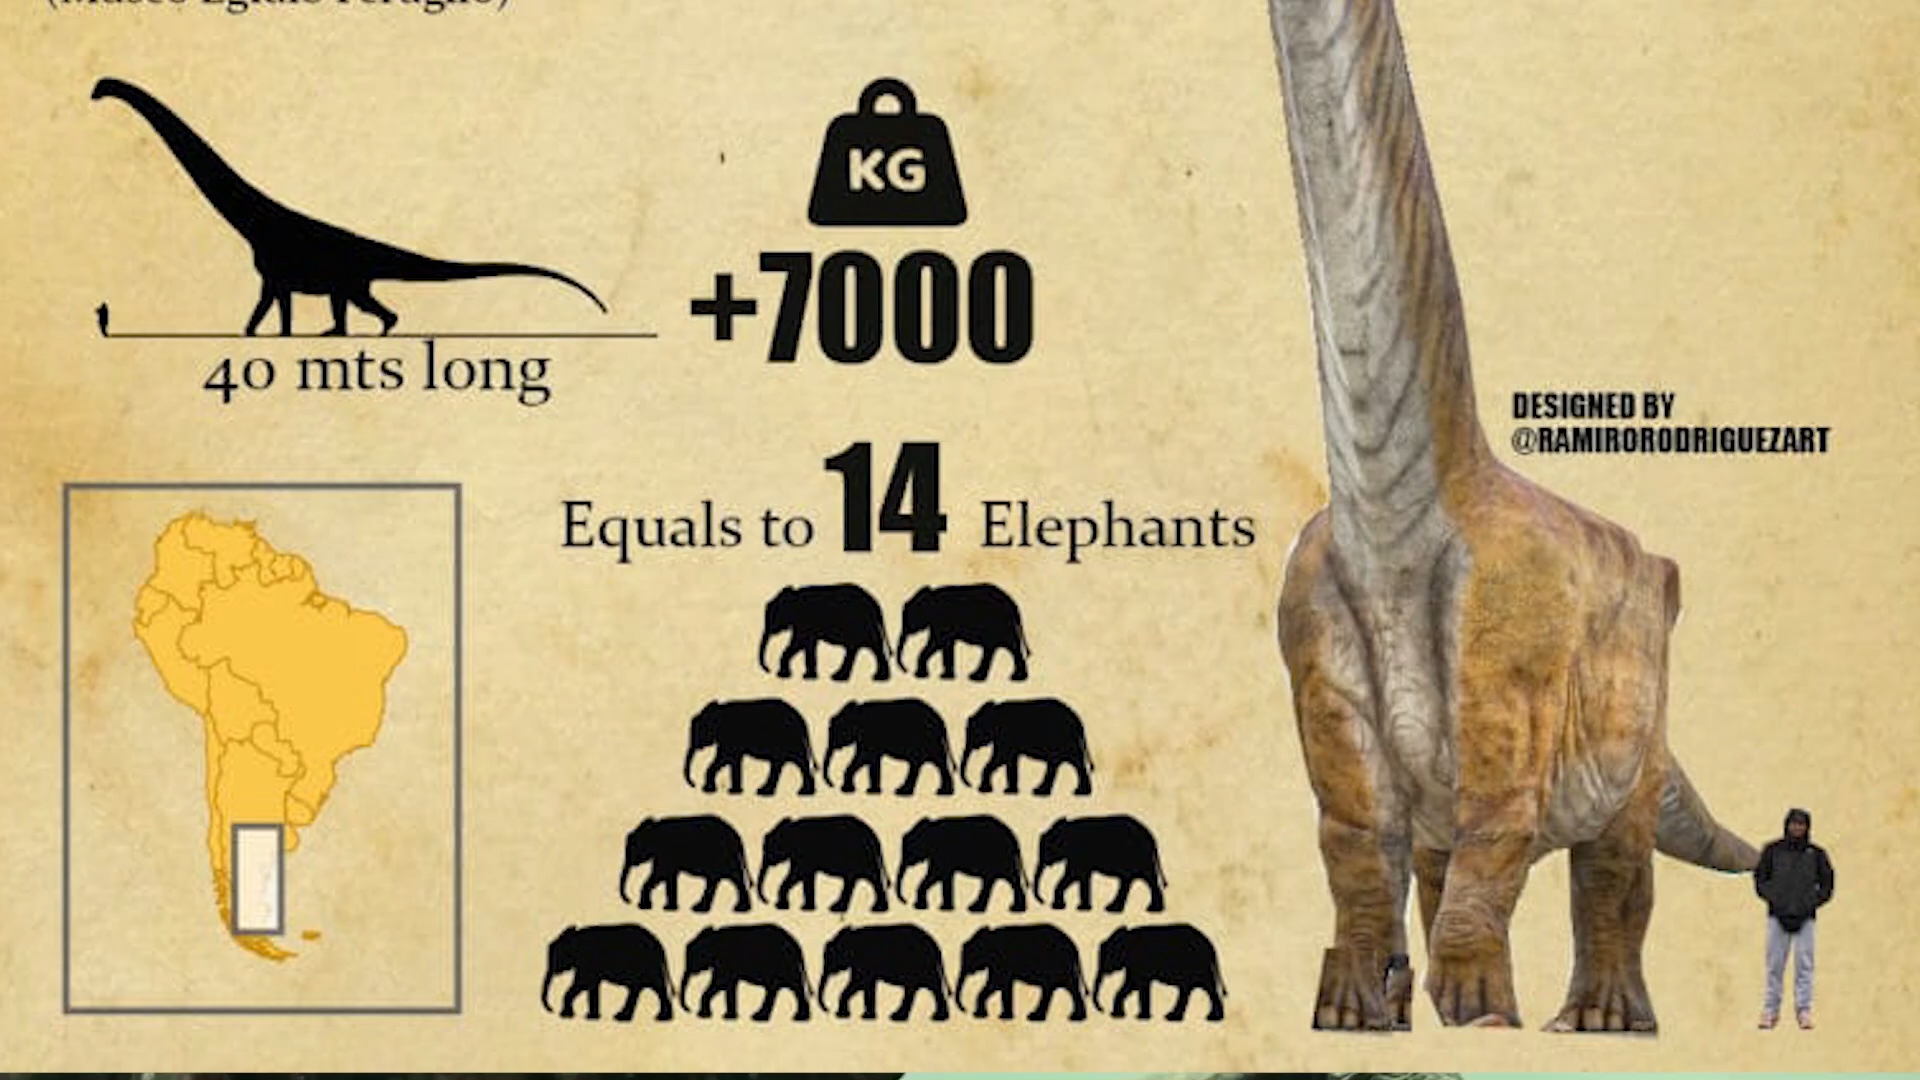 40 mts long
KG
+7000
Equals to 14 Elephants
DESIGNED BY
@RAMIRORODRIGUEZART